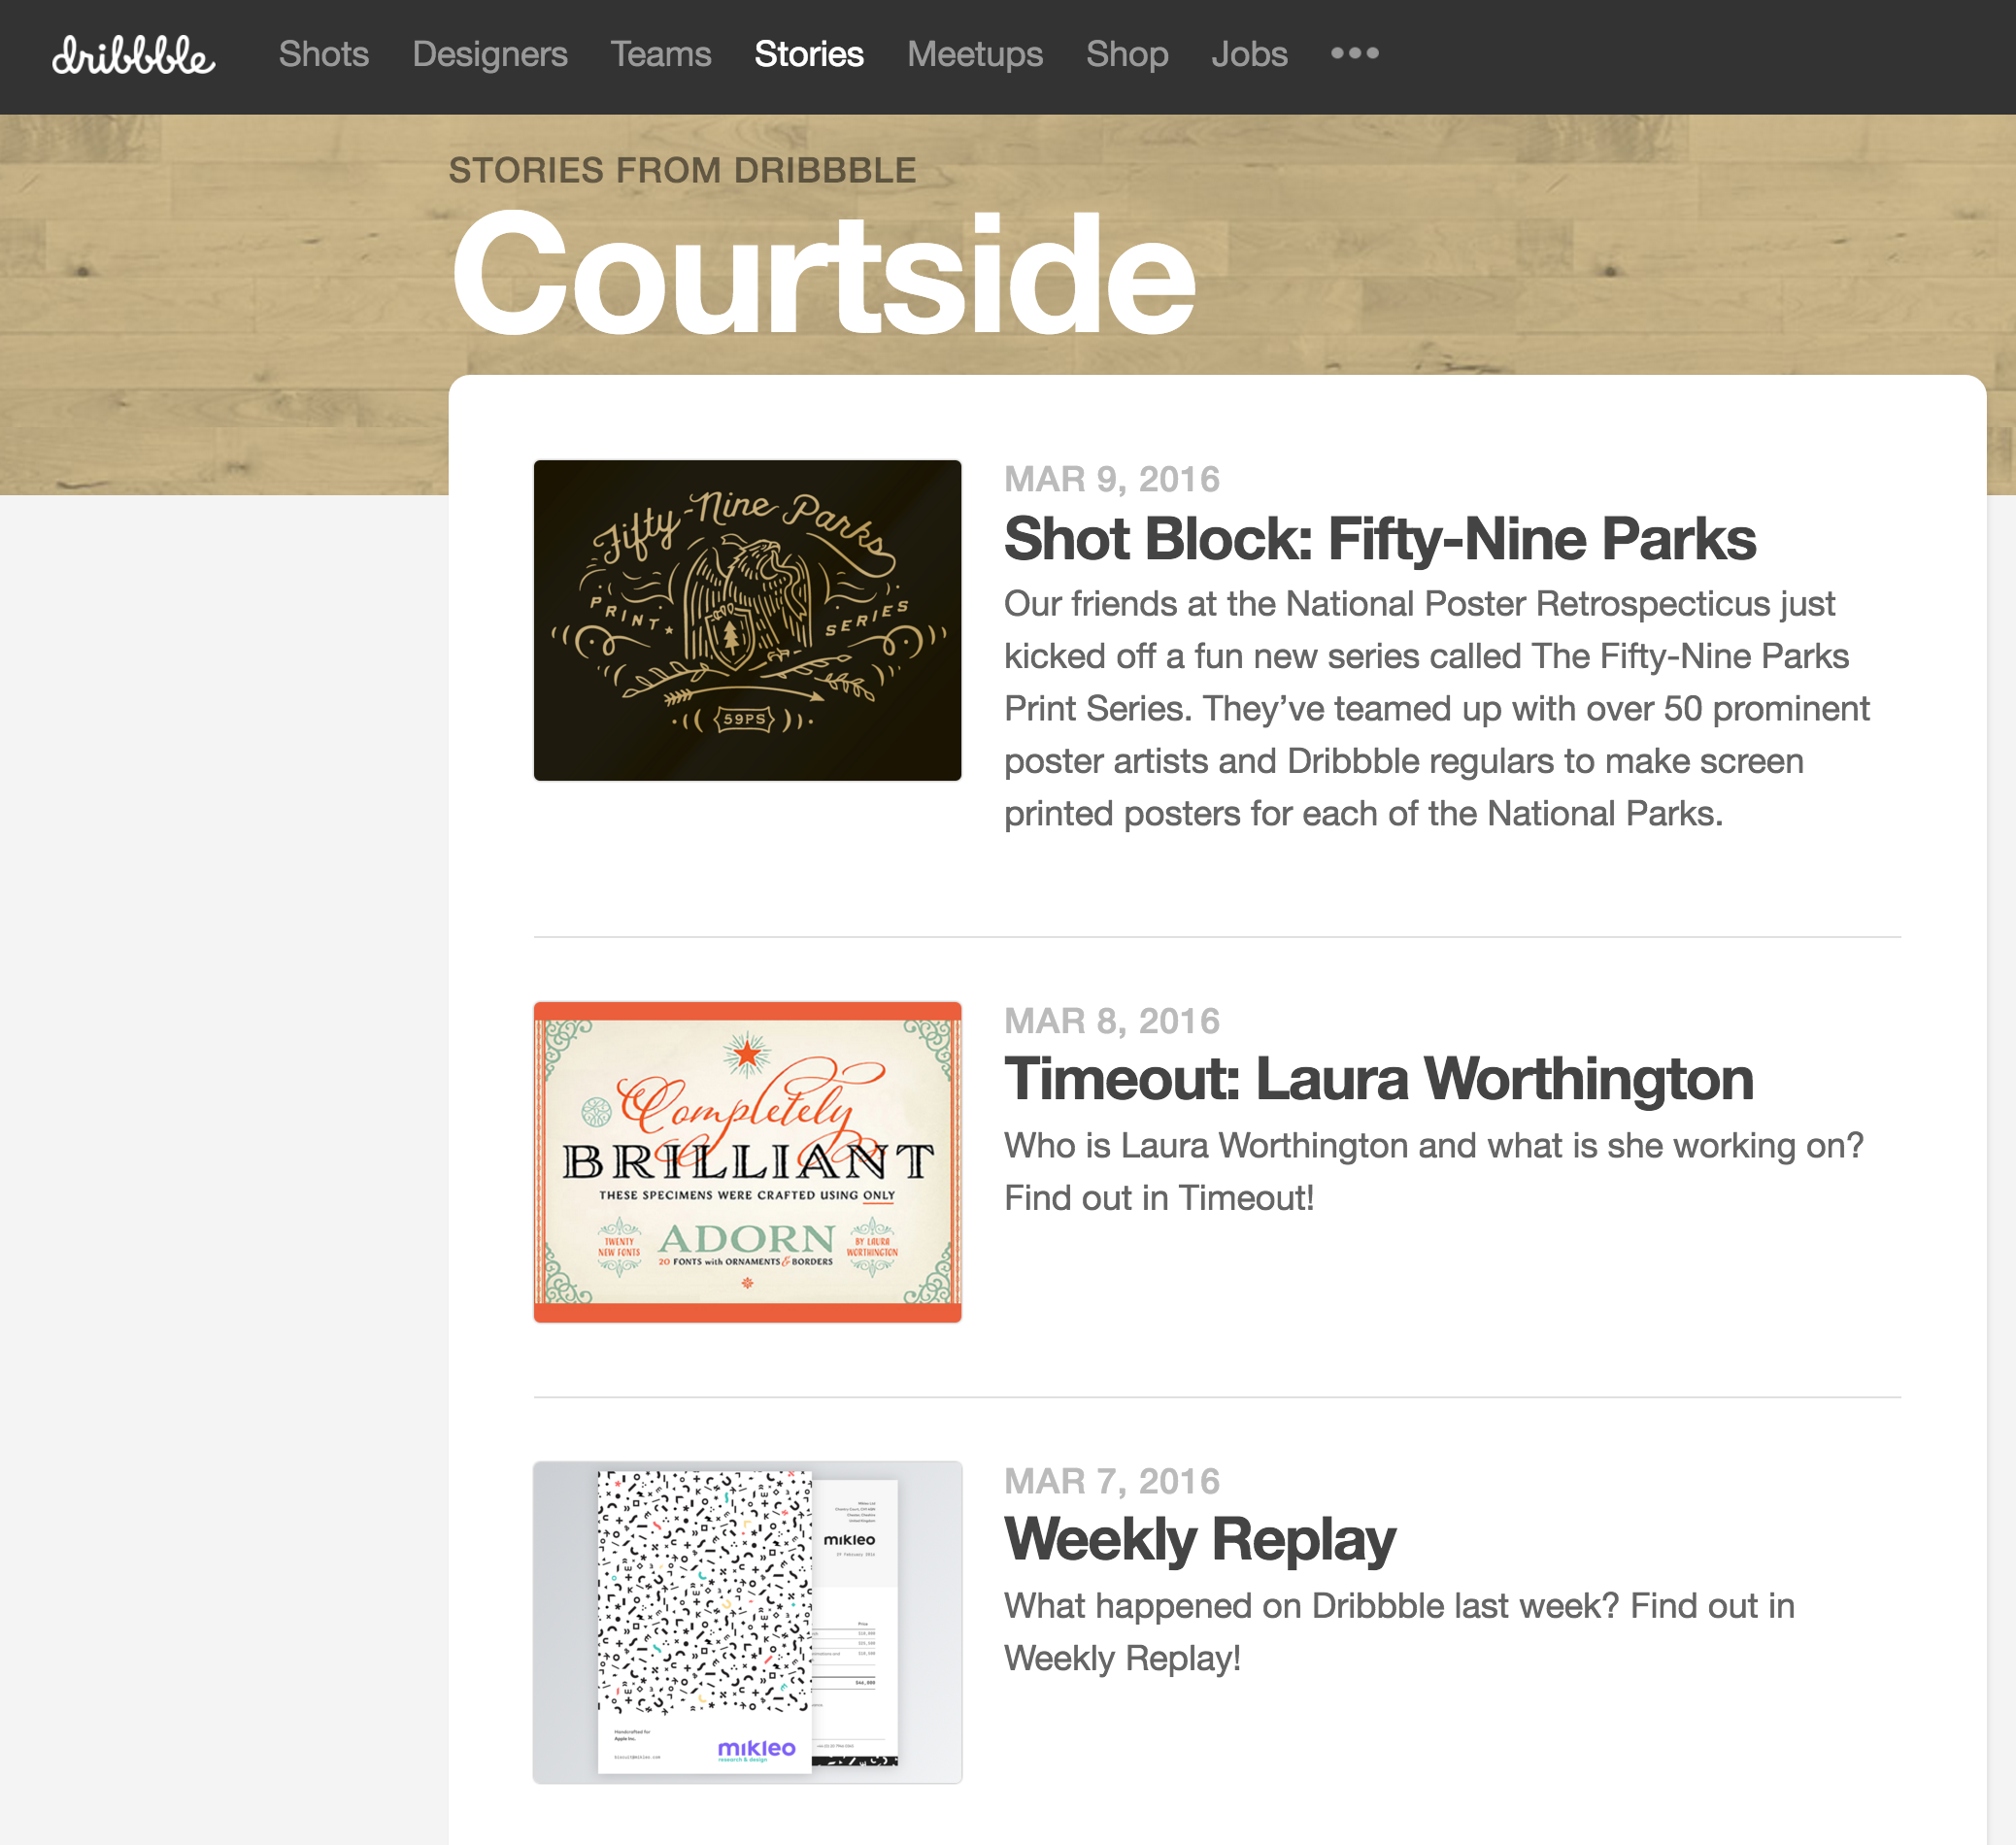 dribbble
Shots Designers Teams Stories Meetups Shop Jobs
STORIES FROM DRIBBBLE
Courtside
Fifty-Nine Parks
PRINT SERIES
59PS
MAR 9, 2016
Shot Block: Fifty-Nine Parks
Our friends at the National Poster Retrospecticus just
kicked off a fun new series called The Fifty-Nine Parks
Print Series. They’ve teamed up with over 50 prominent
poster artists and Dribbble regulars to make screen
printed posters for each of the National Parks.
Completely
BRILLIANT
THESE SPECIMENS WERE CRAFTED USING ONLY
TWENTY
NEW FONTS
ADORN
BY LAURA
WORTHINGTON
20 FONTS with ORNAMENTS & BORDERS
MAR 8, 2016
Timeout: Laura Worthington
Who is Laura Worthington and what is she working on?
Find out in Timeout!
mikleo
Price
Handcrafted for
Apple Inc.
mikleo
research & design
MAR 7, 2016
Weekly Replay
What happened on Dribbble last week? Find out in
Weekly Replay!